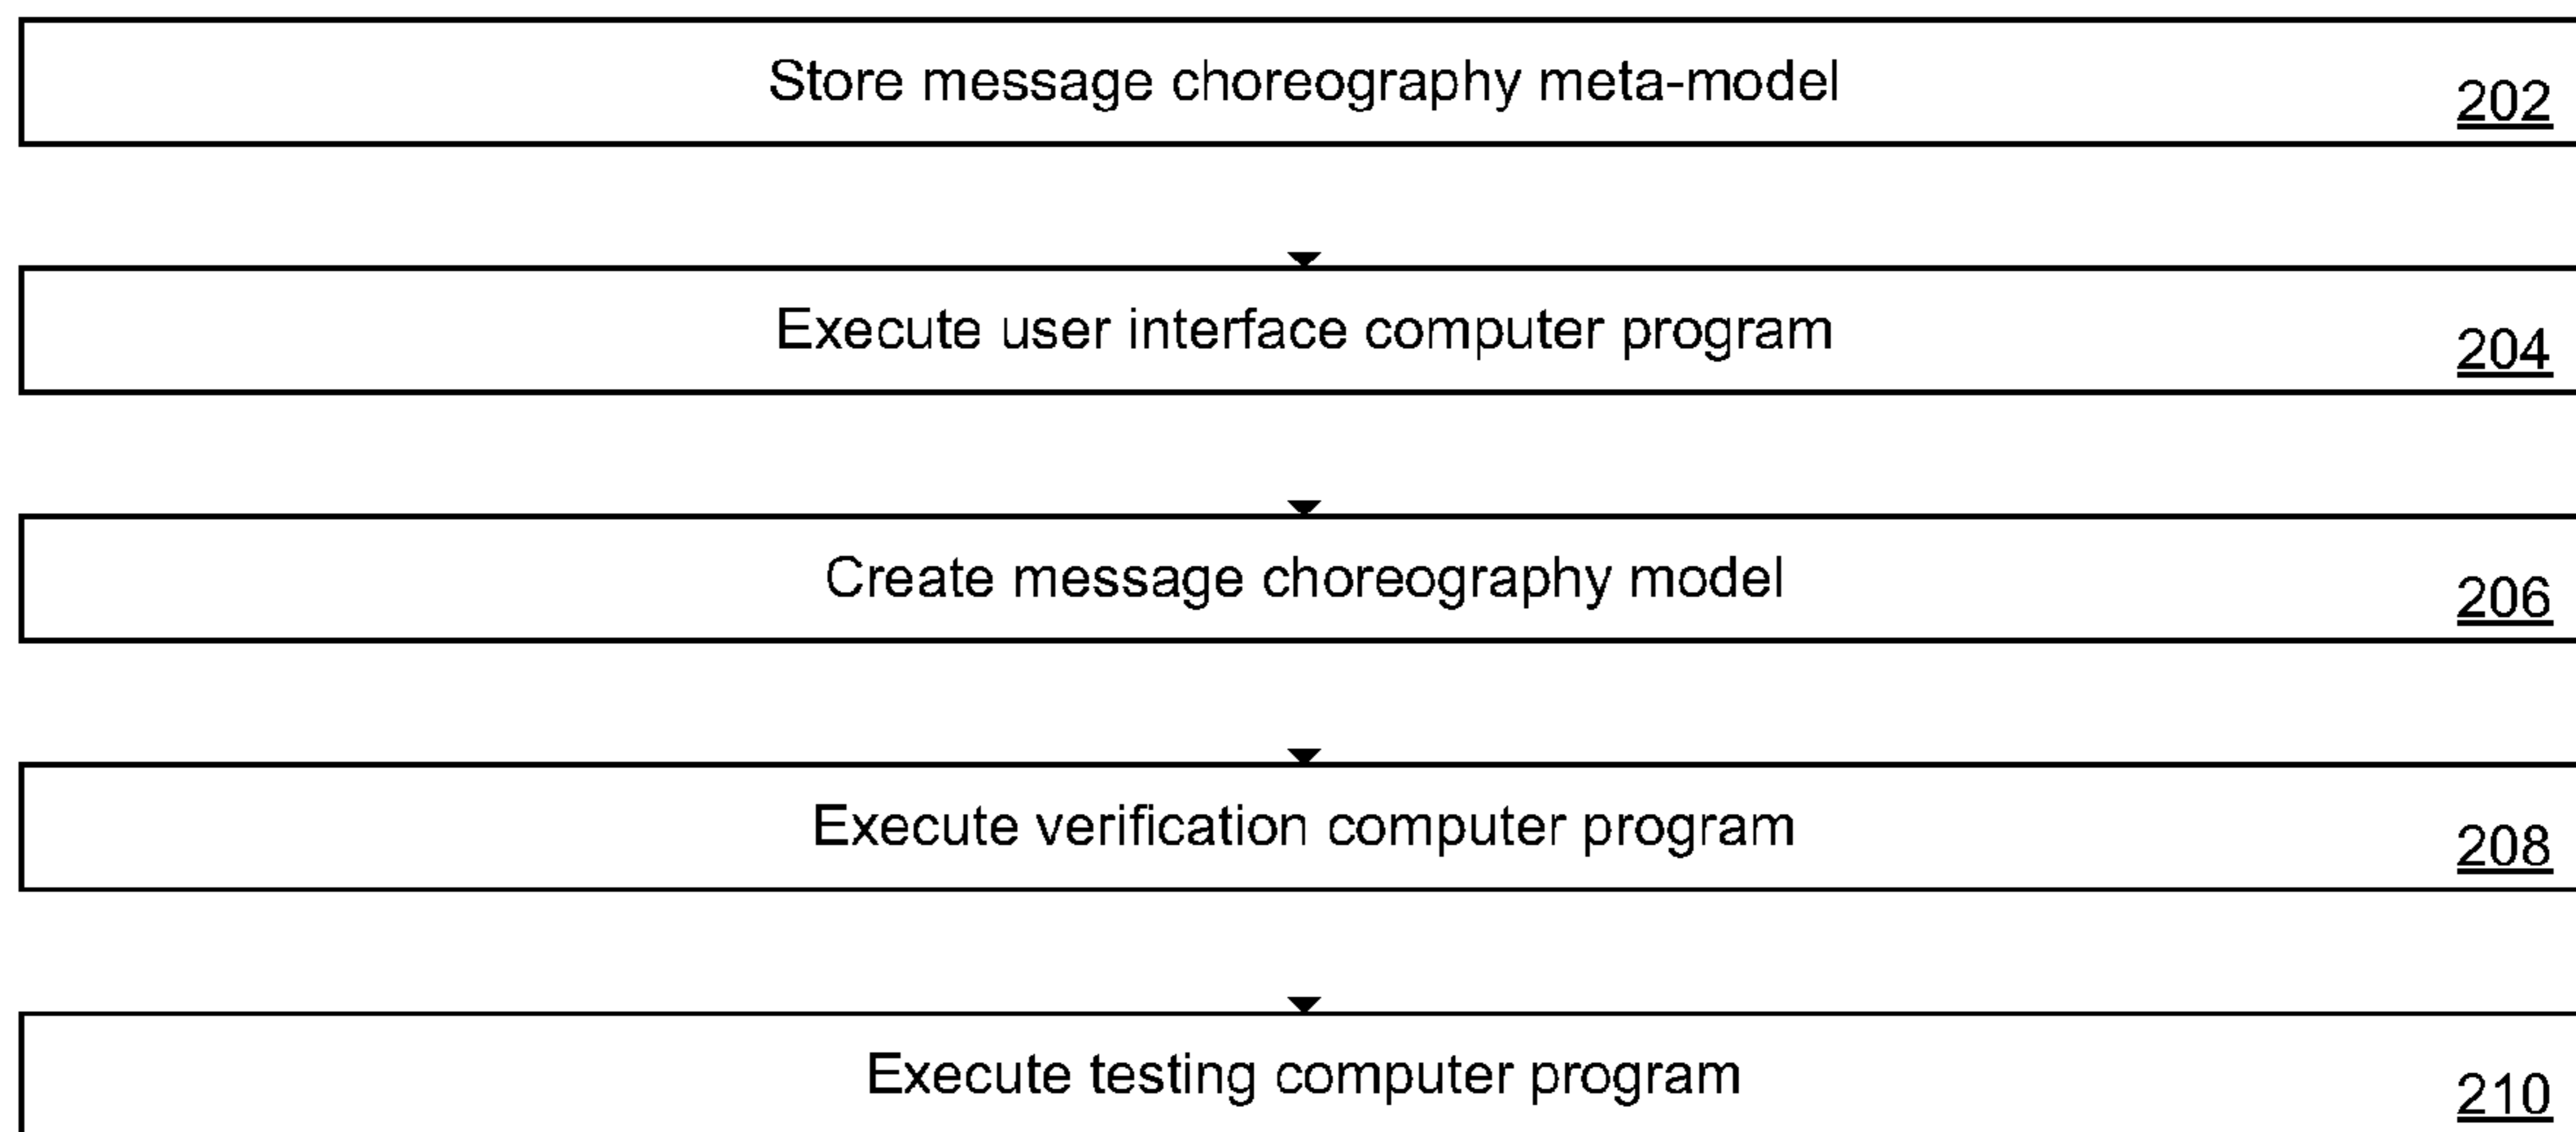 Store message choreography meta-model
202
Execute user interface computer program
204
Create message choreography model
206
Execute verification computer program
208
Execute testing computer program
210